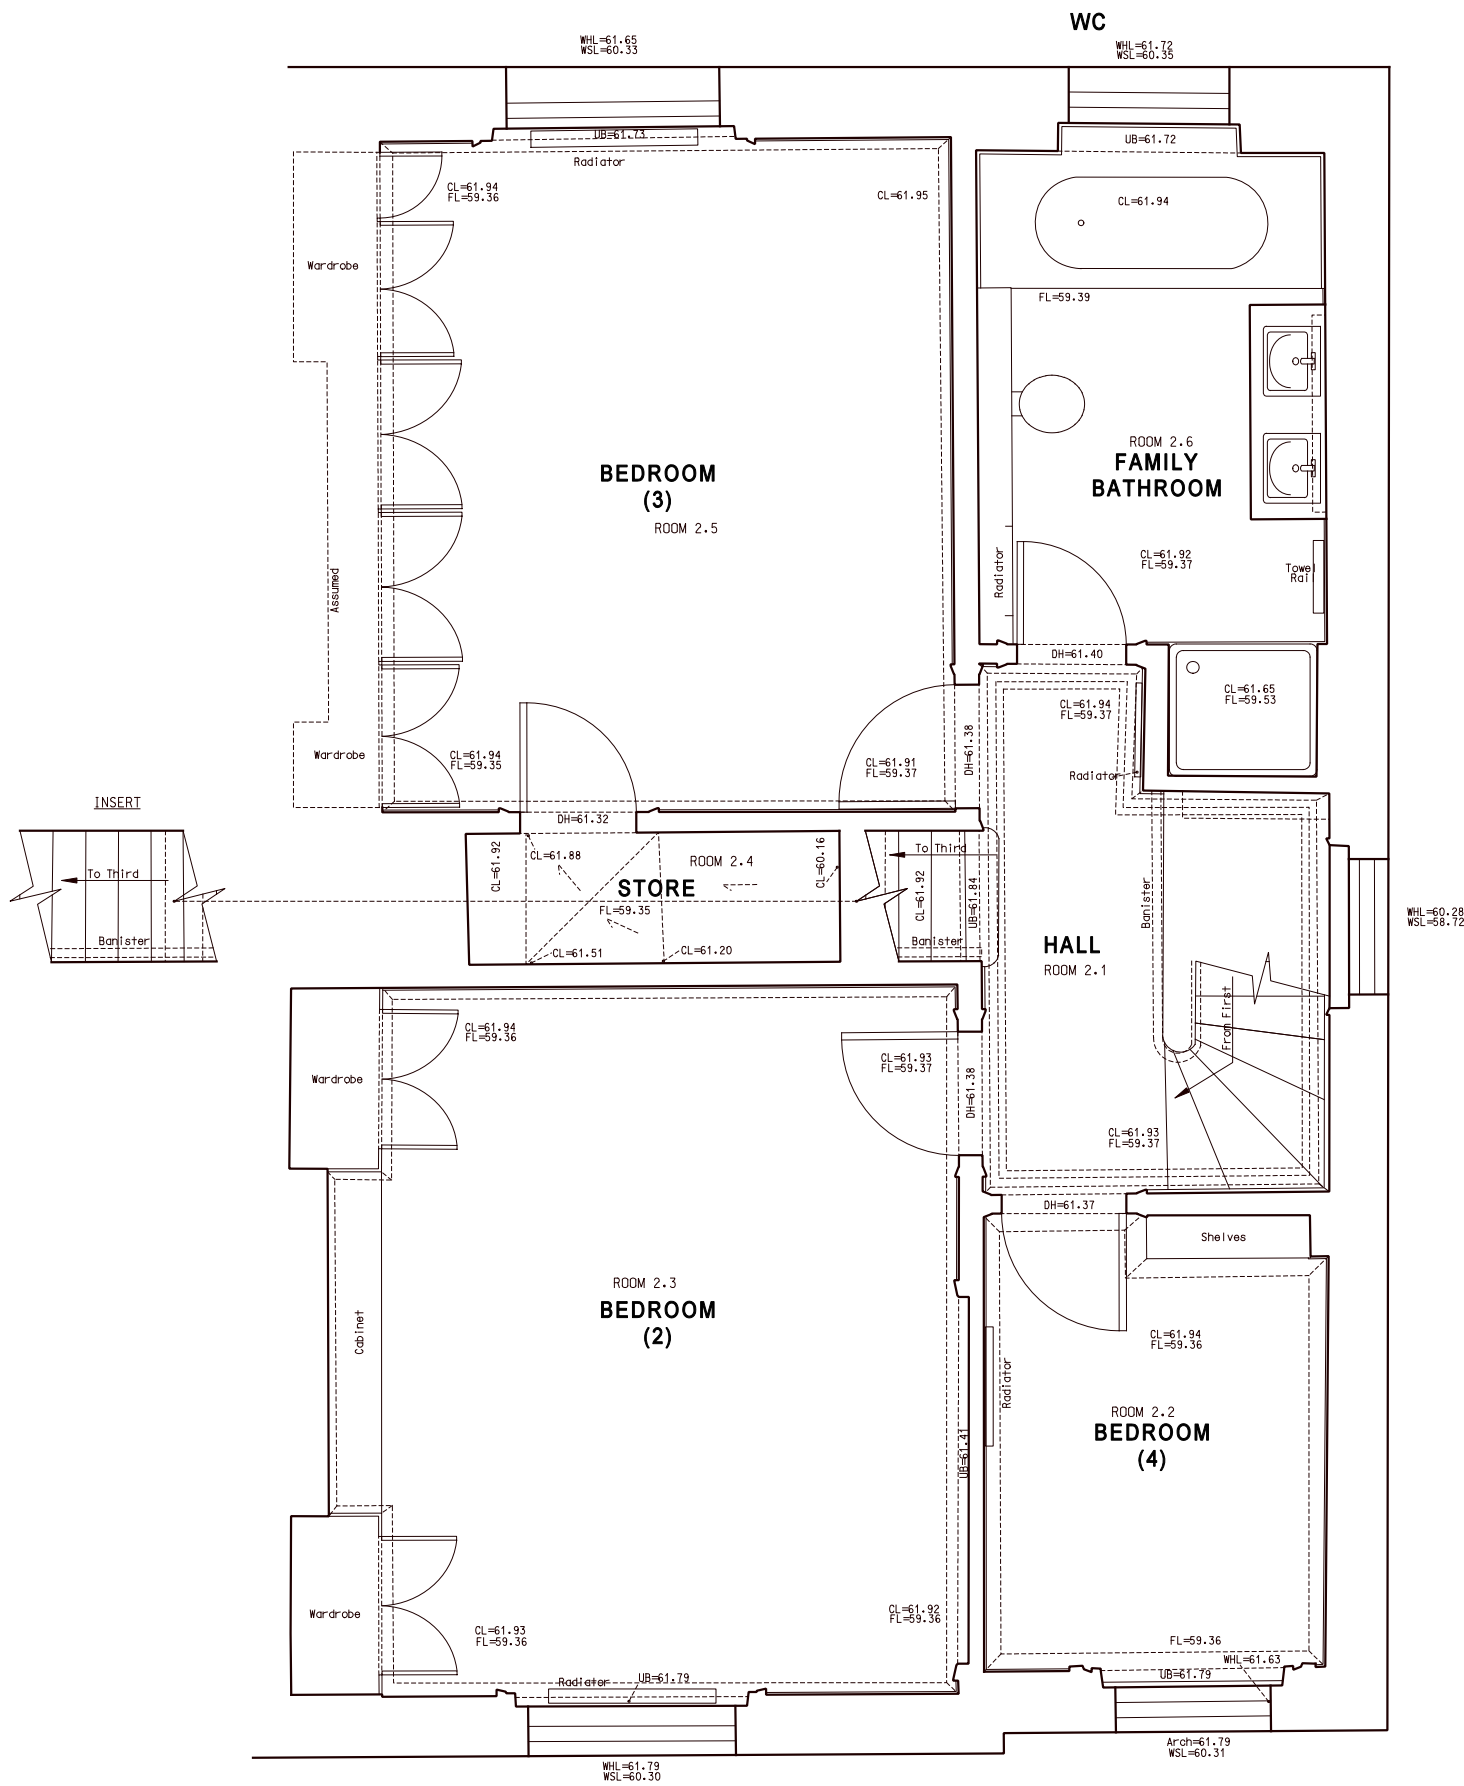 WC
WHL=61.65
WSL=60.33
WHL=61.72
WSL=60.35
UB=61.73
Radiator
UB=61.72
CL=61.94
FL=59.36
CL=61.95
CL=61.94
Wardrobe
FL=59.39
ROOM 2.6
FAMILY
BATHROOM
BEDROOM
(3)
ROOM 2.5
CL=61.92
FL=59.37
Radiator
Towel
Rail
Assumed
DH=61.40
CL=61.65
FL=59.53
CL=61.94
FL=59.37
DH=61.38
Wardrobe
CL=61.94
FL=59.35
CL=61.91
FL=59.37
Radiator
INSERT
DH=61.32
To Third
Banister
CL=61.92
CL=61.88
ROOM 2.4
CL=60.16
STORE
FL=59.35
CL=61.51
CL=61.20
To Third
CL=61.92
UB=61.84
Banister
Banister
HALL
ROOM 2.1
WHL=60.28
WSL=58.72
From First
CL=61.94
FL=59.36
CL=61.93
FL=59.37
Wardrobe
DH=61.38
CL=61.93
FL=59.37
DH=61.37
Shelves
ROOM 2.3
BEDROOM
(2)
Cabinet
CL=61.94
FL=59.36
Radiator
ROOM 2.2
BEDROOM
(4)
UB=61.41
Wardrobe
CL=61.93
FL=59.36
CL=61.92
FL=59.36
FL=59.36
WHL=61.63
Radiator
UB=61.79
UB=61.79
Arch=61.79
WSL=60.31
WHL=61.79
WSL=60.30